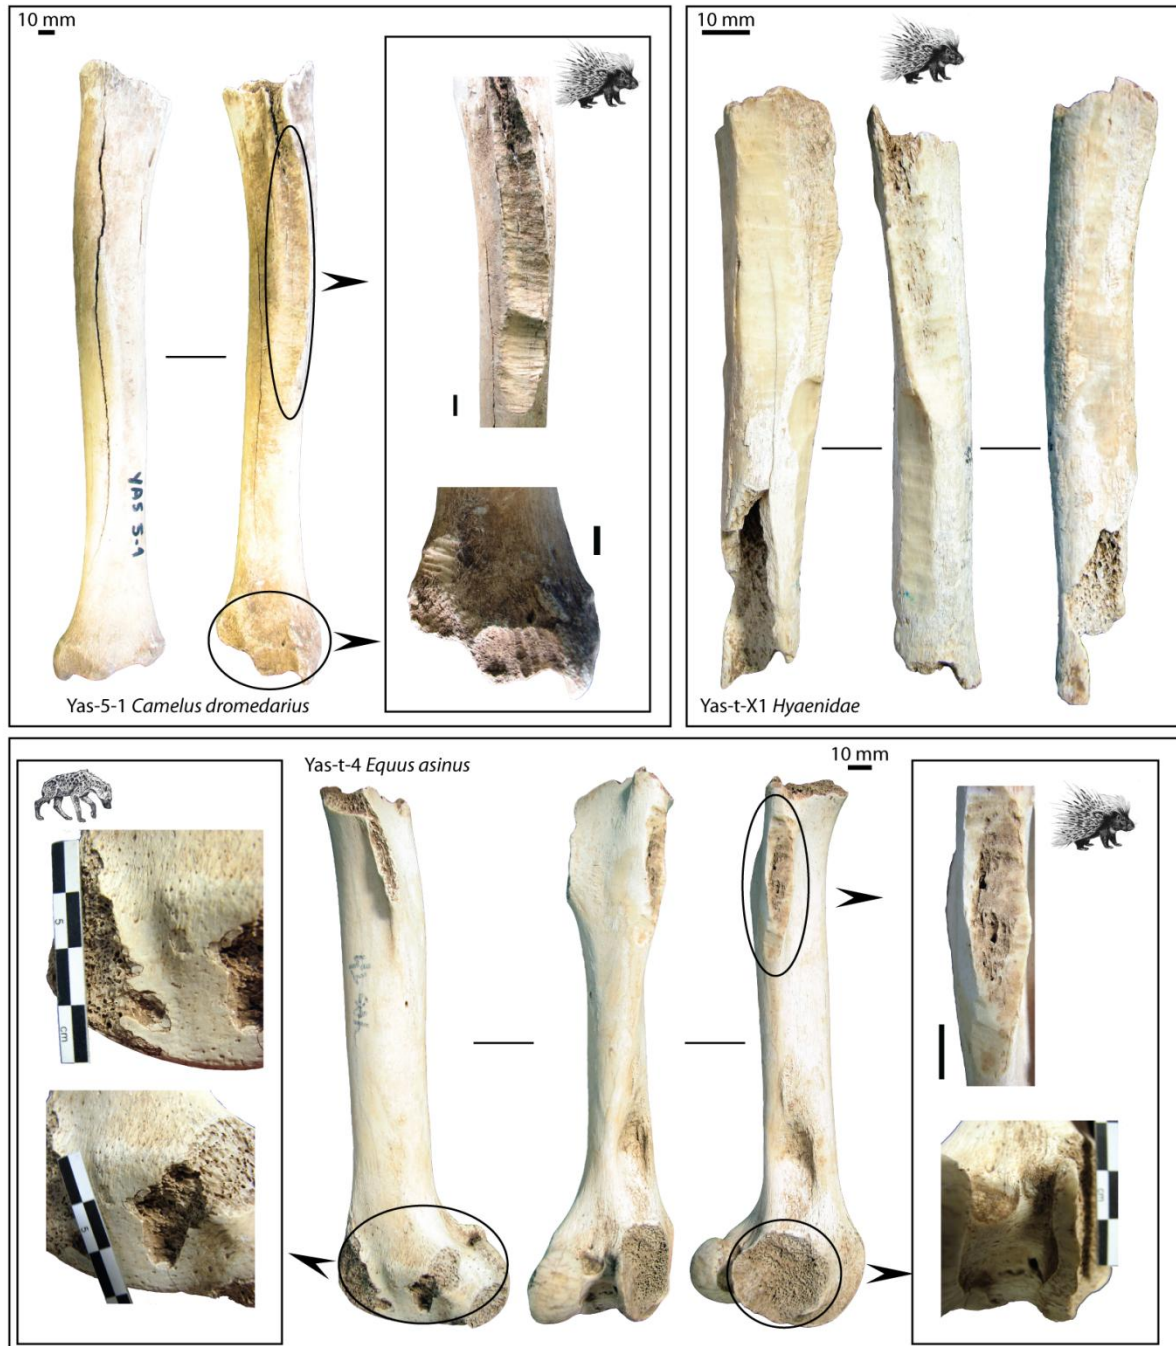 10 mm
YAS 5-1
Yas-5-1 Camelus dromedarius
10 mm
Yas-t-X1 Hyaenidae
Yas-t-4 Equus asinus
10 mm
5
cm
5
cm